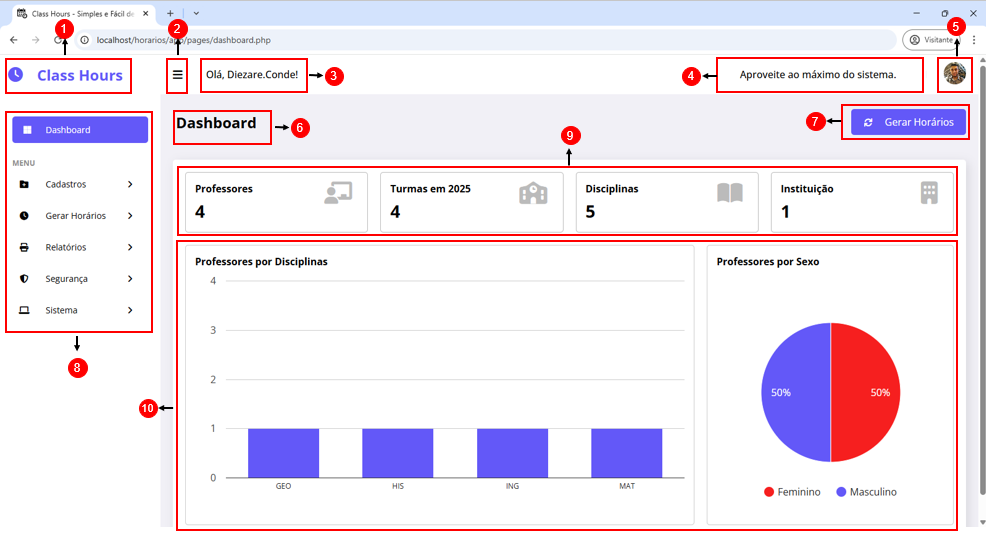 Class Hours - Simples e Fácil de
localhost/horarios/app/pages/dashboard.php
Visitante
1
2
5
Class Hours
Olá, Diezare.Conde!
3
4
Aproveite ao máximo do sistema.
Dashboard
6
7
Gerar Horários
9
Dashboard
MENU
Cadastros
Gerar Horários
Relatórios
Segurança
Sistema
8
Professores
4
Turmas em 2025
4
Disciplinas
5
Instituição
1
10
Professores por Disciplinas
4
3
2
1
0
GEO HIS ING MAT
Professores por Sexo
50% 50%
Feminino Masculino